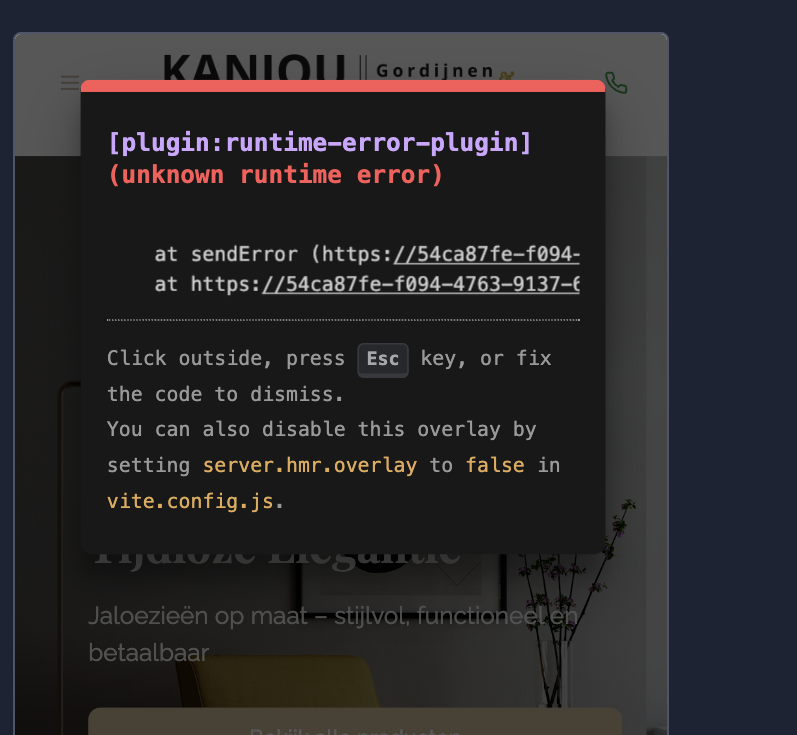 KANJOU Gordijnen
[plugin:runtime-error-plugin]
(unknown runtime error)
at sendError (https://54ca87fe-f094-
at https://54ca87fe-f094-4763-9137-6
Click outside, press Esc key, or fix
the code to dismiss.
You can also disable this overlay by
setting server.hmr.overlay to false in
vite.config.js.
Tijdloze Elegantie
Jaloezieën op maat – stijlvol, functioneel en
betaalbaar
Bekijk alle producten